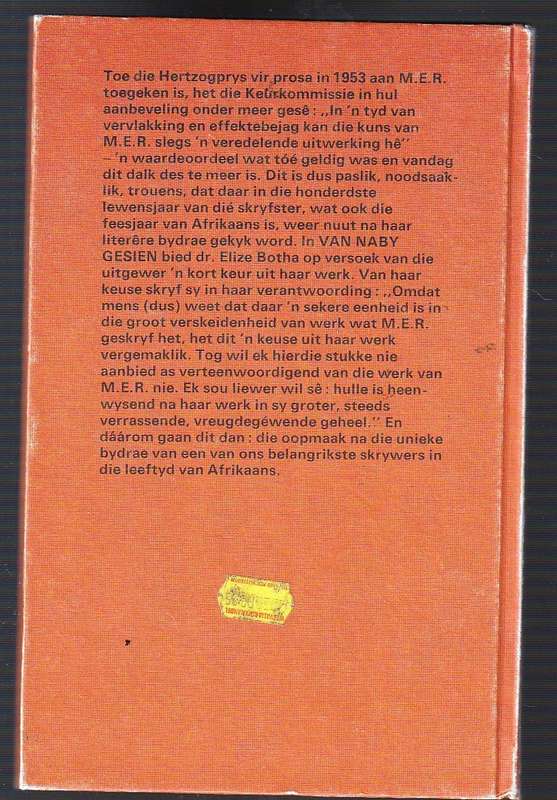 Toe die Hertzogprys vir prosa in 1953 aan M.E.R.
toegeken is, het die Keurkommissie in hul
aanbeveling onder meer gesê: ,,In 'n tyd van
vervlakking en effektebejag kan die kuns van
M.E.R. slegs 'n veredelende uitwerking hê"
– 'n waardeoordeel wat tóé geldig was en vandag
dit dalk des te meer is. Dit is dus paslik, noodsaak-
lik, trouens, dat daar in die honderdste
lewensjaar van dié skryfster, wat ook die
feesjaar van Afrikaans is, weer nuut na haar
literêre bydrae gekyk word. In VAN NABY
GESIEN bied dr. Elize Botha op versoek van die
uitgewer 'n kort keur uit haar werk. Van haar
keuse skryf sy in haar verantwoording: ,,Omdat
mens (dus) weet dat daar 'n sekere eenheid is in
die groot verskeidenheid van werk wat M.E.R.
geskryf het, het dit 'n keuse uit haar werk
vergemaklik. Tog wil ek hierdie stukke nie
aanbied as verteenwoordigend van die werk van
M.E.R. nie. Ek sou liewer wil sê: hulle is heen-
wysend na haar werk in sy groter, steeds
verrassende, vreugdegéwende geheel." En
dáárom gaan dit dan: die oopmaak na die unieke
bydrae van een van ons belangrikste skrywers in
die leeftyd van Afrikaans.